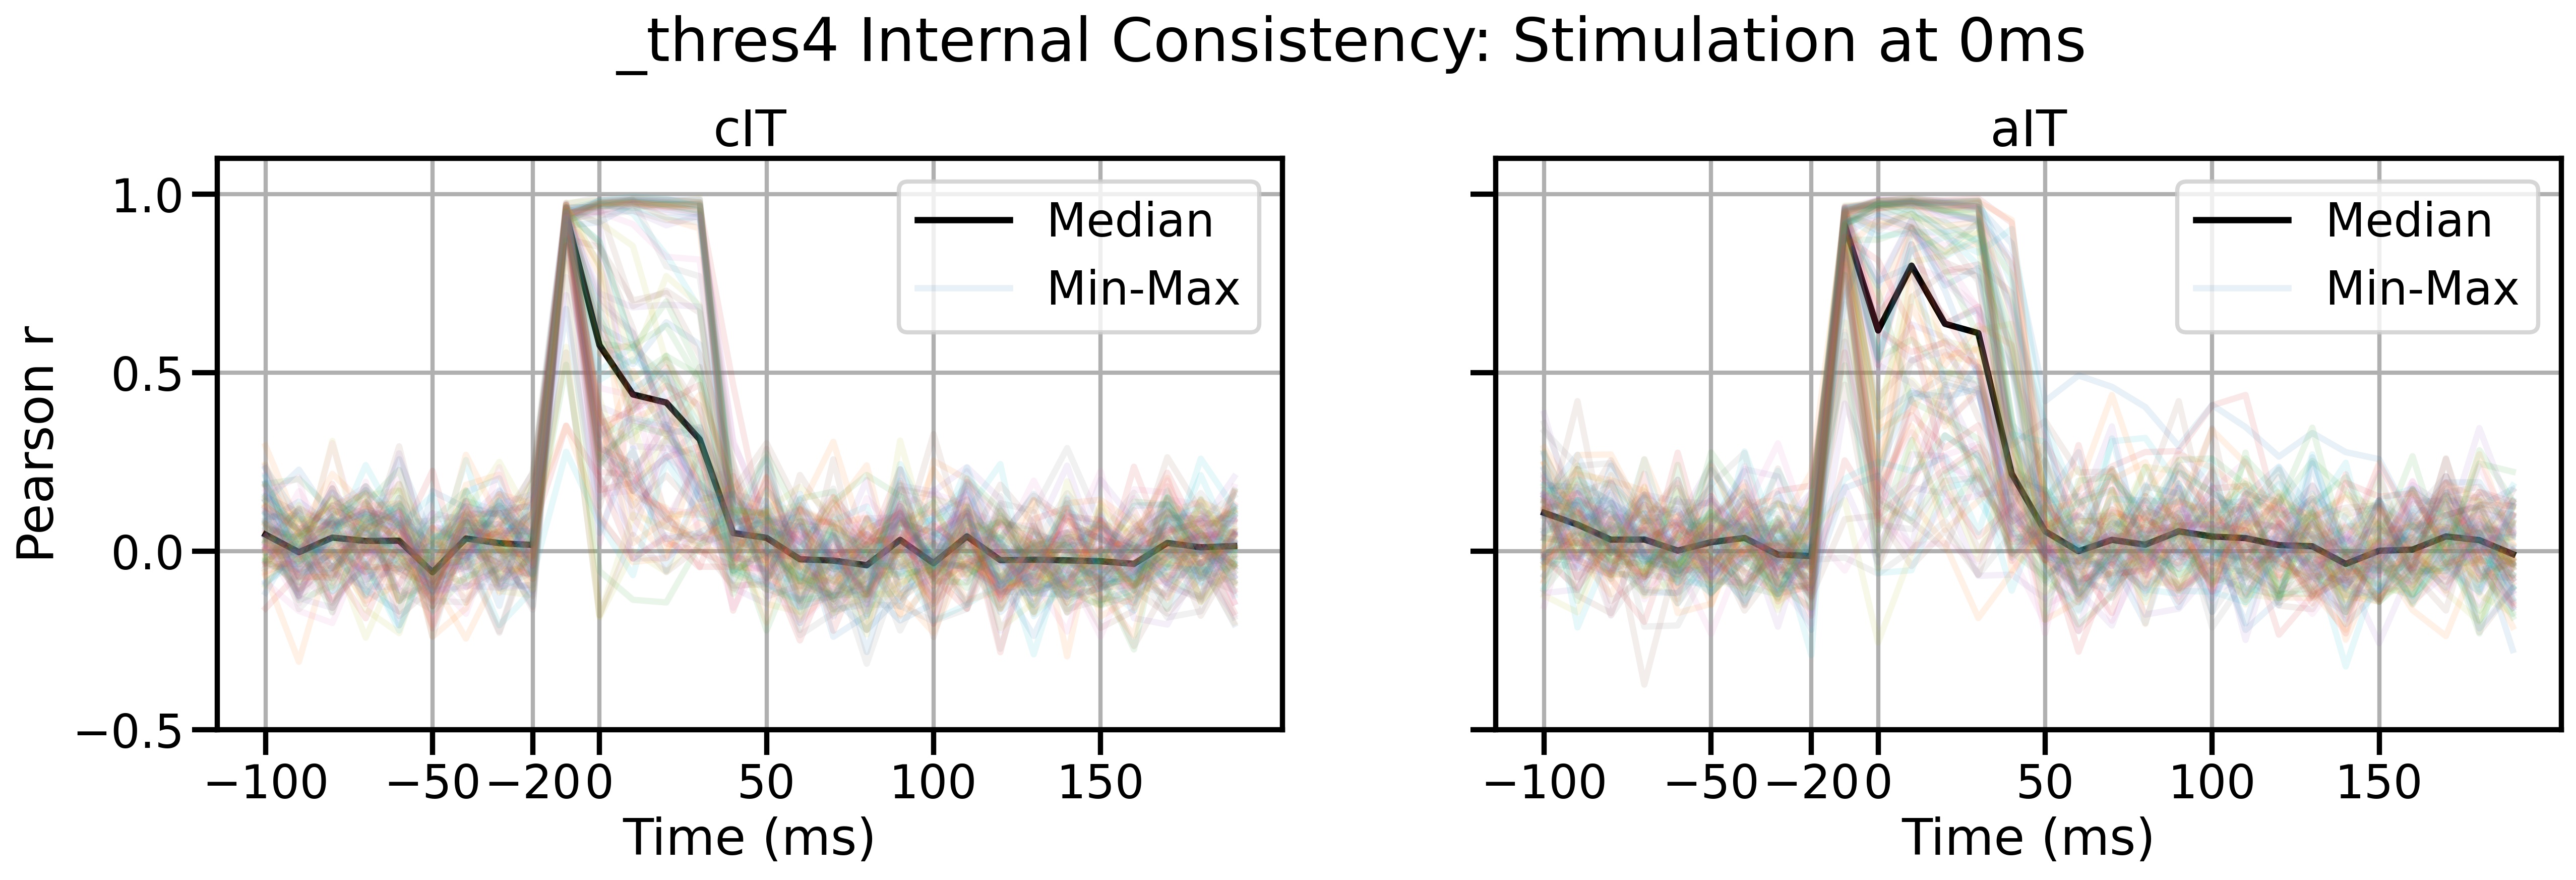 _thres4 Internal Consistency: Stimulation at 0ms
cIT
aIT
Pearson r
1.0
0.5
0.0
−0.5
Median
Min-Max
Median
Min-Max
−100 −50 −20 0 50 100 150
−100 −50 −20 0 50 100 150
Time (ms)
Time (ms)